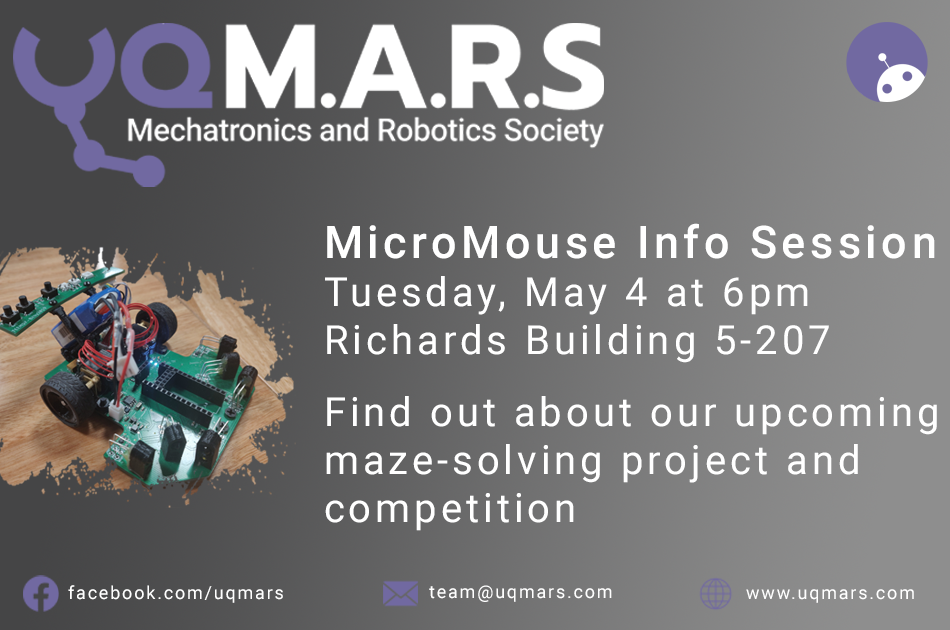 UQM.A.R.S
Mechatronics and Robotics Society
MicroMouse Info Session
Tuesday, May 4 at 6pm
Richards Building 5-207
Find out about our upcoming
maze-solving project and
competition
facebook.com/uqmars
team@uqmars.com
www.uqmars.com